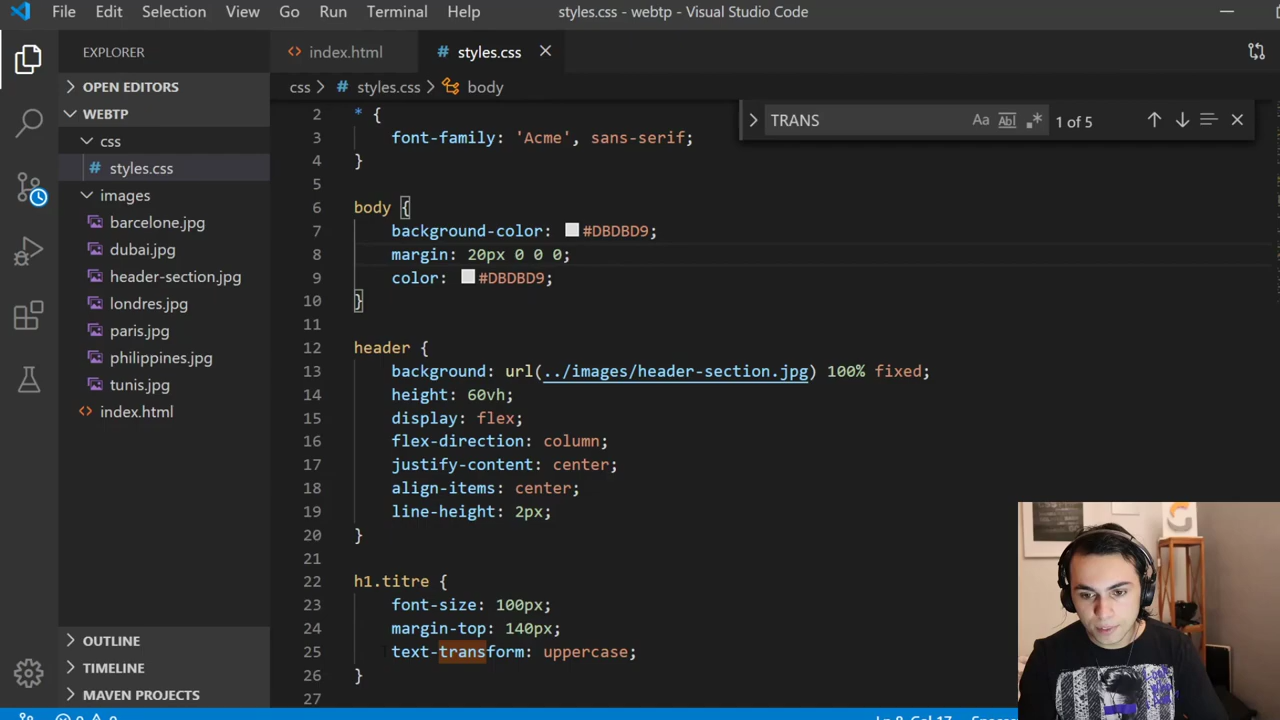 File Edit Selection View Go Run Terminal Help styles.css - webtp - Visual Studio Code
EXPLORER
OPEN EDITORS
WEBTP
css
styles.css
images
barcelone.jpg
dubai.jpg
header-section.jpg
londres.jpg
paris.jpg
philippines.jpg
tunis.jpg
index.html
OUTLINE
TIMELINE
MAVEN PROJECTS
index.html
styles.css
css > styles.css > body
TRANS Aa Abl 1 of 5
2 * {
3 font-family: 'Acme', sans-serif;
4 }
5
6 body {
7 background-color: #DBDBD9;
8 margin: 20px 0 0 0;
9 color: #DBDBD9;
10 }
11
12 header {
13 background: url(../images/header-section.jpg) 100% fixed;
14 height: 60vh;
15 display: flex;
16 flex-direction: column;
17 justify-content: center;
18 align-items: center;
19 line-height: 2px;
20 }
21
22 h1.titre {
23 font-size: 100px;
24 margin-top: 140px;
25 text-transform: uppercase;
26 }
27